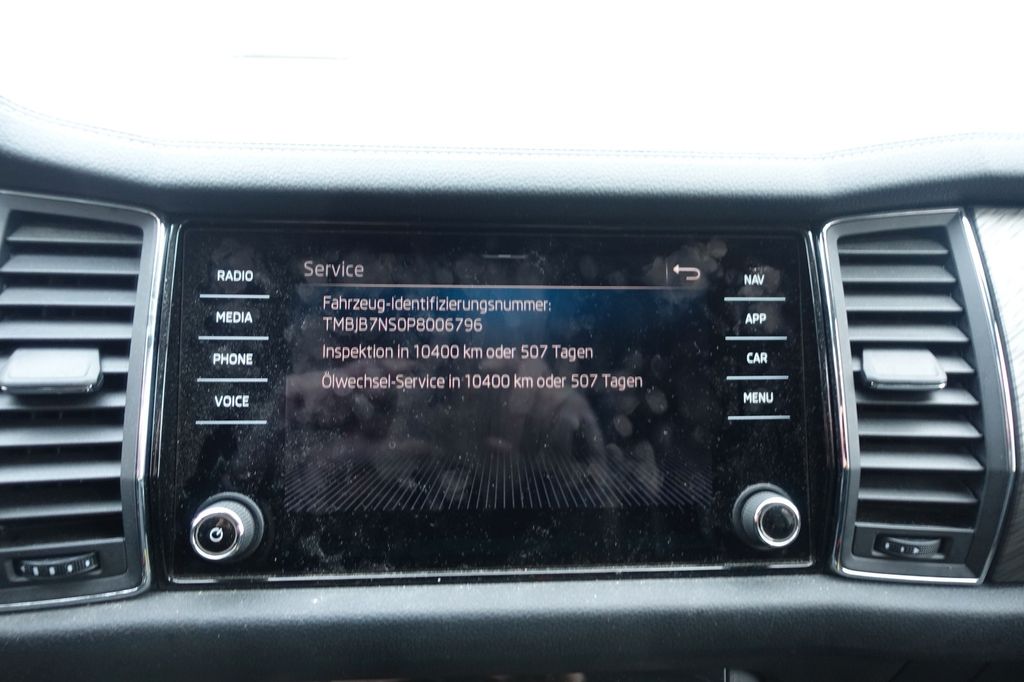 Service
Fahrzeug-Identifizierungsnummer:
TMBJB7NS0P8006796
Inspektion in 10400 km oder 507 Tagen
Ölwechsel-Service in 10400 km oder 507 Tagen
RADIO
MEDIA
PHONE
VOICE
NAV
APP
CAR
MENU